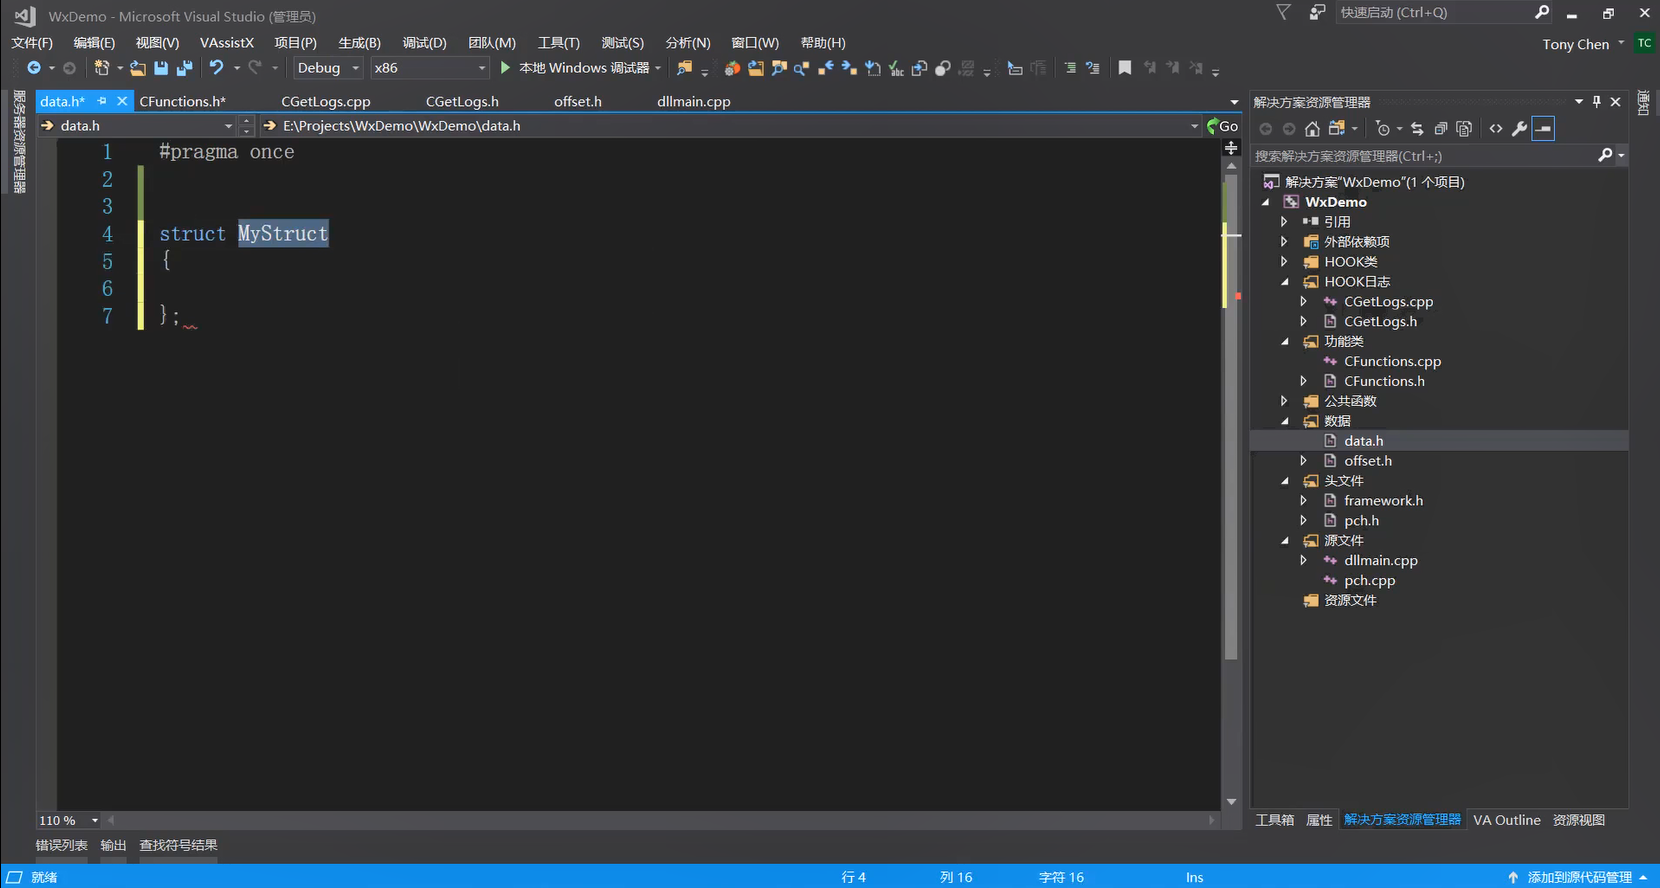 WxDemo - Microsoft Visual Studio (管理员)
快速启动 (Ctrl+Q)
文件(F) 编辑(E) 视图(V) VAssistX 项目(P) 生成(B) 调试(D) 团队(M) 工具(T) 测试(S) 分析(N) 窗口(W) 帮助(H)
Tony Chen TC
Debug x86 本地 Windows 调试器
服务器资源管理器
data.h* CFunctions.h* CGetLogs.cpp CGetLogs.h offset.h dllmain.cpp
data.h E:\Projects\WxDemo\WxDemo\data.h Go
1 #pragma once
2
3
4 struct MyStruct
5 {
6
7 };
110 %
错误列表 输出 查找符号结果
解决方案资源管理器
搜索解决方案资源管理器(Ctrl+;)
解决方案"WxDemo"(1 个项目)
WxDemo
引用
外部依赖项
HOOK类
HOOK日志
CGetLogs.cpp
CGetLogs.h
功能类
CFunctions.cpp
CFunctions.h
公共函数
数据
data.h
offset.h
头文件
framework.h
pch.h
源文件
dllmain.cpp
pch.cpp
资源文件
工具箱 属性 解决方案资源管理器 VA Outline 资源视图
通知
就绪 行 4 列 16 字符 16 Ins 添加到源代码管理